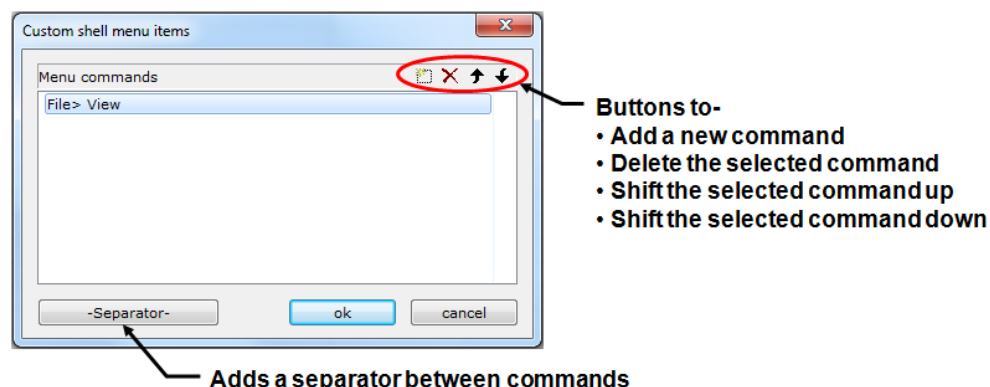 Custom shell menu items
Menu commands
File> View
-Separator-
ok
cancel
Buttons to-
• Add a new command
• Delete the selected command
• Shift the selected command up
• Shift the selected command down
Adds a separator between commands